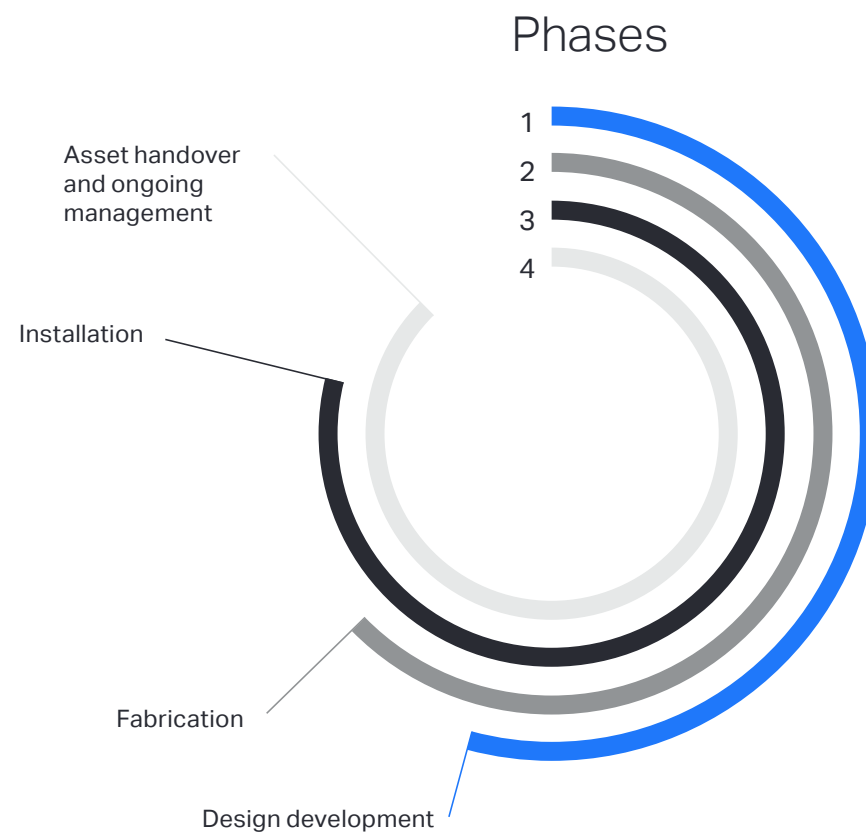 Phases
1
2
3
4
Asset handover
and ongoing
management
Installation
Fabrication
Design development